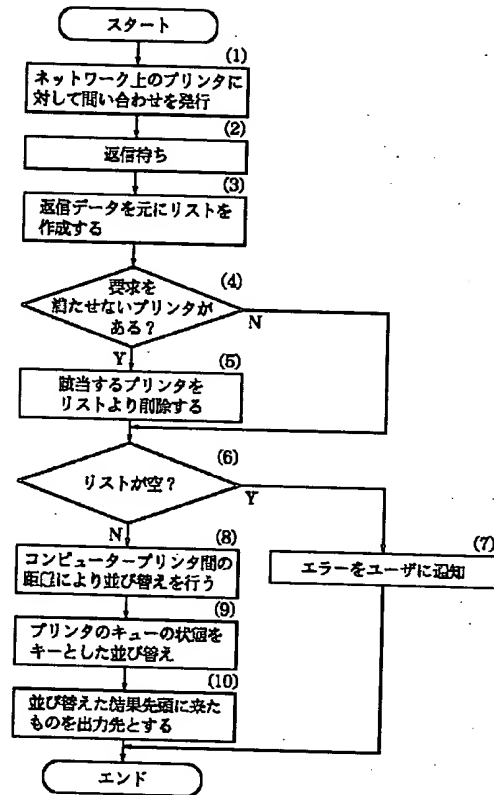 スタート
(1)
ネットワーク上のプリンタに
対して問い合わせを発行
(2)
返信待ち
(3)
返信データを元にリストを
作成する
(4)
要求を
満たせないプリンタが
ある?
N
Y
(5)
該当するプリンタを
リストより削除する
(6)
リストが空?
Y
N
(7)
エラーをユーザに通知
(8)
コンピュータープリンタ間の
距離により並び替えを行う
(9)
プリンタのキューの状態を
キーとした並び替え
(10)
並び替えた結果先頭に来た
ものを出力先とする
エンド